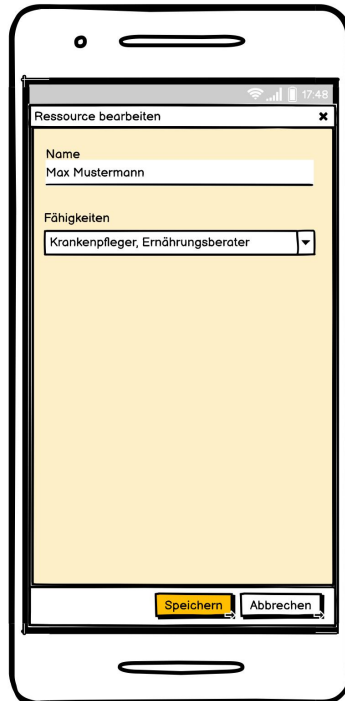 17:48
Ressource bearbeiten
Name
Max Mustermann
Fähigkeiten
Krankenpfleger, Ernährungsberater
Speichern Abbrechen